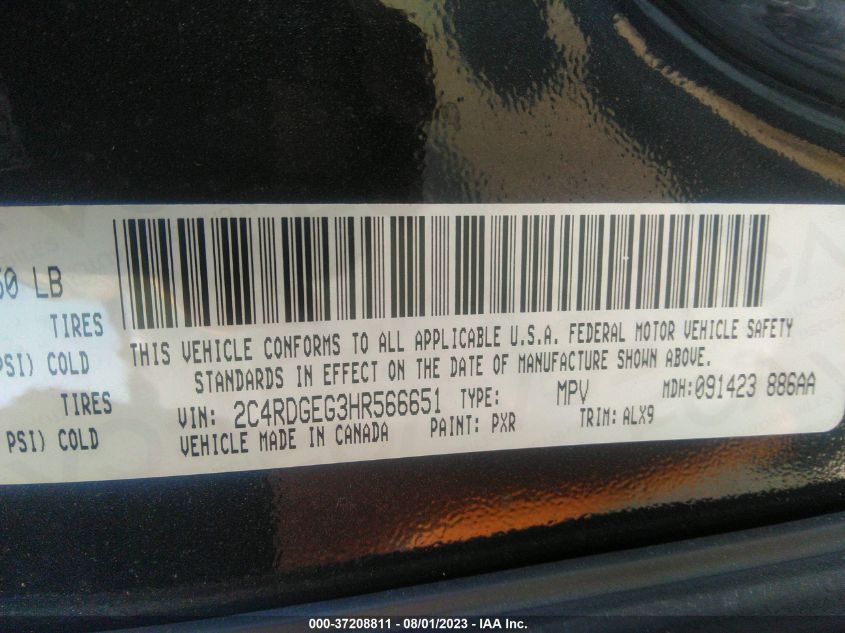 50 LB
TIRES
PSI) COLD
TIRES
PSI) COLD
THIS VEHICLE CONFORMS TO ALL APPLICABLE U.S.A. FEDERAL MOTOR VEHICLE SAFETY
STANDARDS IN EFFECT ON THE DATE OF MANUFACTURE SHOWN ABOVE.
VIN: 2C4RDGEG3HR566651 TYPE: MPV MDH:091423 886AA
VEHICLE MADE IN CANADA PAINT: PXR TRIM: ALX9
000-37208811 - 08/01/2023 - IAA Inc.